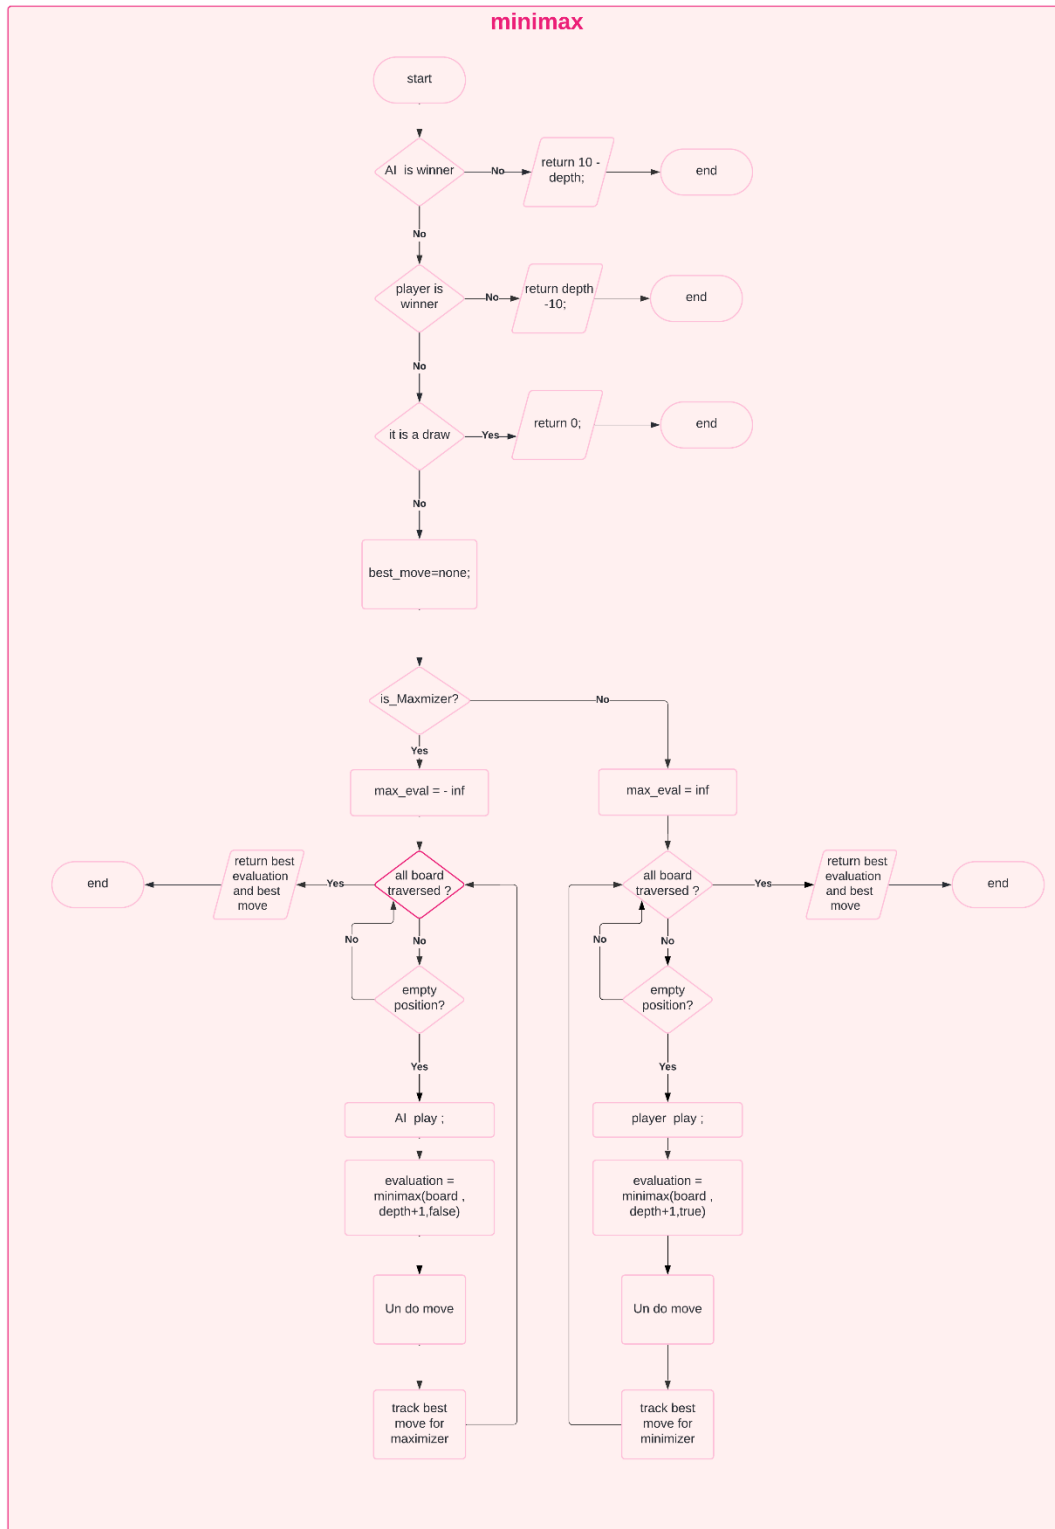 minimax
start
AI  is winner
No
return 10 -
depth;
end
No
player is
winner
No
return depth
-10;
end
No
it is a draw
Yes
return 0;
end
No
best_move=none;
is_Maxmizer?
No
Yes
max_eval = - inf
max_eval = inf
end
return best
evaluation
and best
move
Yes
all board
traversed ?
No
No
empty
position?
Yes
AI  play ;
evaluation =
minimax(board ,
depth+1,false)
Un do move
track best
move for
maximizer
all board
traversed ?
Yes
return best
evaluation
and best
move
end
No
No
empty
position?
Yes
player  play ;
evaluation =
minimax(board ,
depth+1,true)
Un do move
track best
move for
minimizer